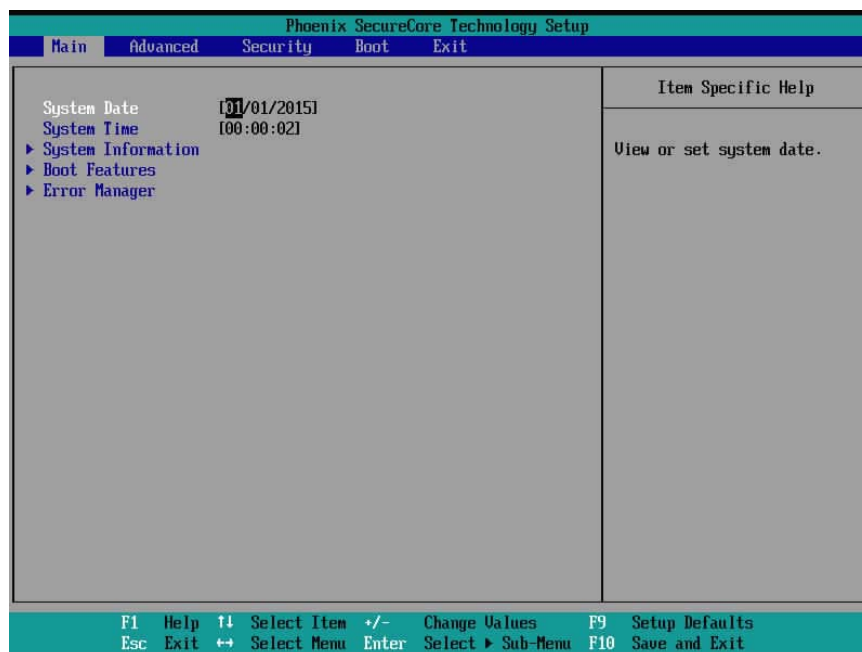 Phoenix SecureCore Technology Setup
Main Advanced Security Boot Exit
Item Specific Help
System Date [01/01/2015]
System Time [00:00:02]
View or set system date.
▶ System Information
▶ Boot Features
▶ Error Manager
F1 Help ↑↓ Select Item +/- Change Values F9 Setup Defaults
Esc Exit ↔ Select Menu Enter Select ▶ Sub-Menu F10 Save and Exit